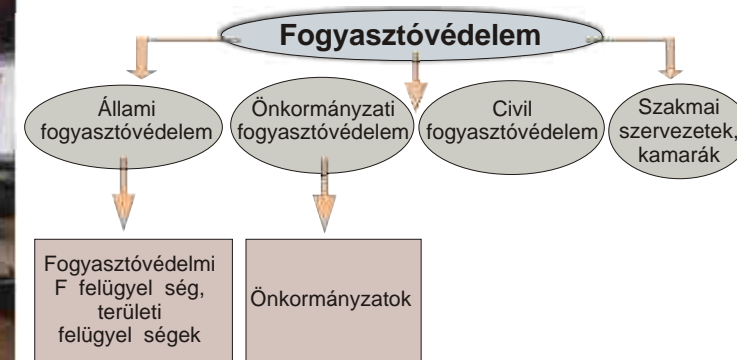 Fogyasztóvédelem
Állami
fogyasztóvédelem
Önkormányzati
fogyasztóvédelem
Civil
fogyasztóvédelem
Szakmai
szervezetek,
kamarák
Fogyasztóvédelmi
F felügyel ség,
területi
felügyel ségek
Önkormányzatok